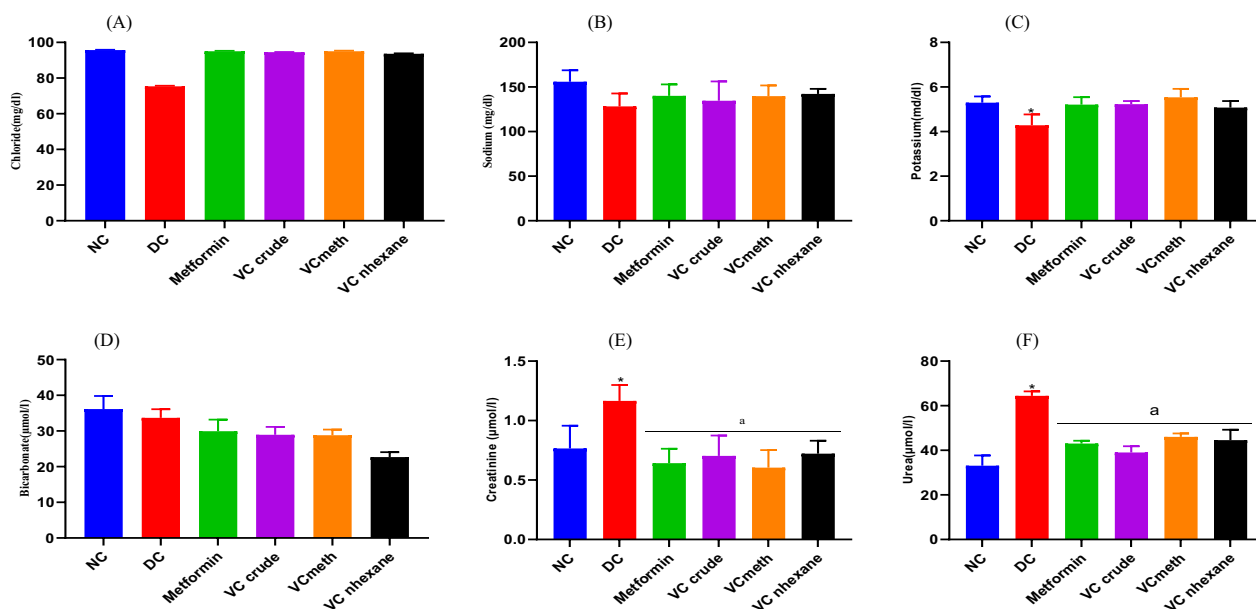 (A)
Chloride(mg/dl)
100
80
60
40
20
0
NC
DC
Metformin
VC crude
VCmeth
VC nhexane
(B)
Sodium (mg/dl)
200
150
100
50
0
NC
DC
Metformin
VC crude
VCmeth
VC nhexane
(C)
Potassium(md/dl)
8
6
4
2
0
*
NC
DC
Metformin
VC crude
VCmeth
VC nhexane
(D)
Bicarbonate(μmol/l)
50
40
30
20
10
0
NC
DC
Metformin
VC crude
VCmeth
VC nhexane
(E)
Creatinine (μmol/l)
1.5
1.0
0.5
0.0
*
a
NC
DC
Metformin
VC crude
VCmeth
VC nhexane
(F)
Urea(μmol/l)
80
60
40
20
0
*
a
NC
DC
Metformin
VC crude
VCmeth
VC nhexane